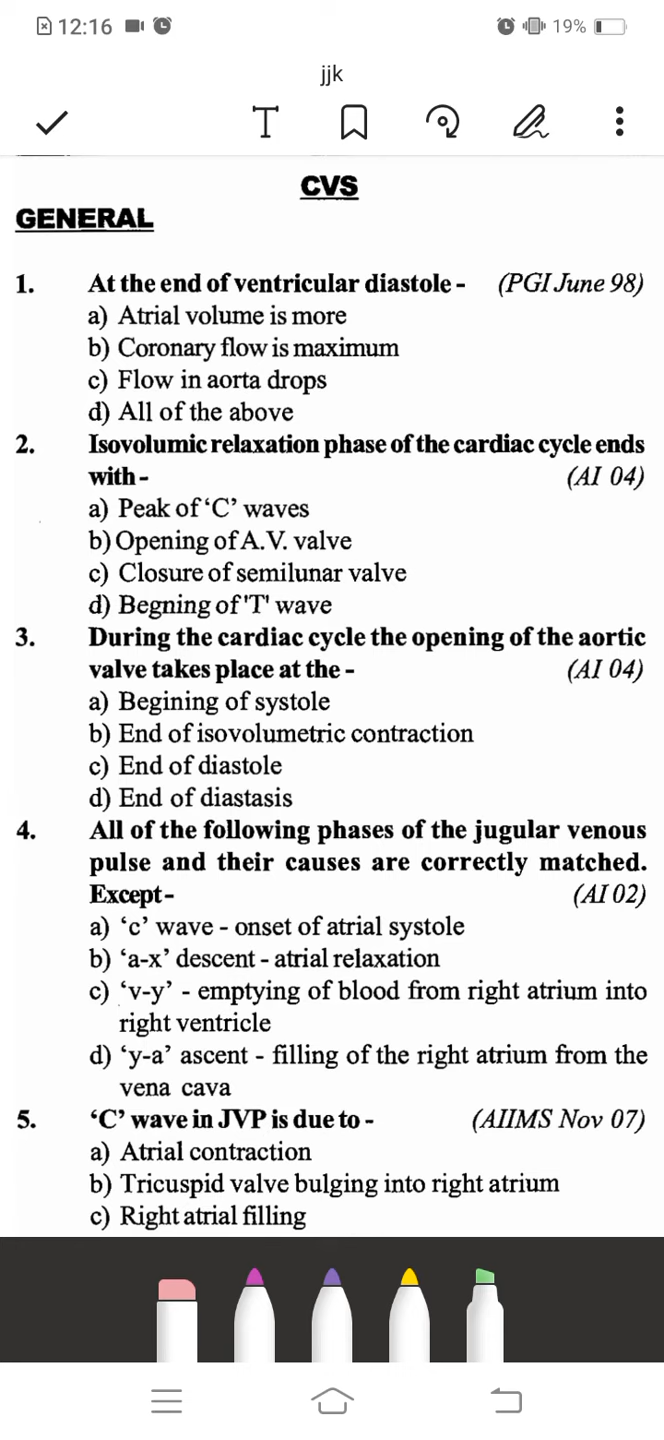 12:16
19%
jjk
T
CVS
GENERAL
1. At the end of ventricular diastole - (PGI June 98)
a) Atrial volume is more
b) Coronary flow is maximum
c) Flow in aorta drops
d) All of the above
2. Isovolumic relaxation phase of the cardiac cycle ends
with - (AI 04)
a) Peak of ‘C’ waves
b) Opening of A.V. valve
c) Closure of semilunar valve
d) Begning of 'T' wave
3. During the cardiac cycle the opening of the aortic
valve takes place at the - (AI 04)
a) Begining of systole
b) End of isovolumetric contraction
c) End of diastole
d) End of diastasis
4. All of the following phases of the jugular venous
pulse and their causes are correctly matched.
Except - (AI 02)
a) ‘c’ wave - onset of atrial systole
b) ‘a-x’ descent - atrial relaxation
c) ‘v-y’ - emptying of blood from right atrium into
right ventricle
d) ‘y-a’ ascent - filling of the right atrium from the
vena cava
5. ‘C’ wave in JVP is due to - (AIIMS Nov 07)
a) Atrial contraction
b) Tricuspid valve bulging into right atrium
c) Right atrial filling